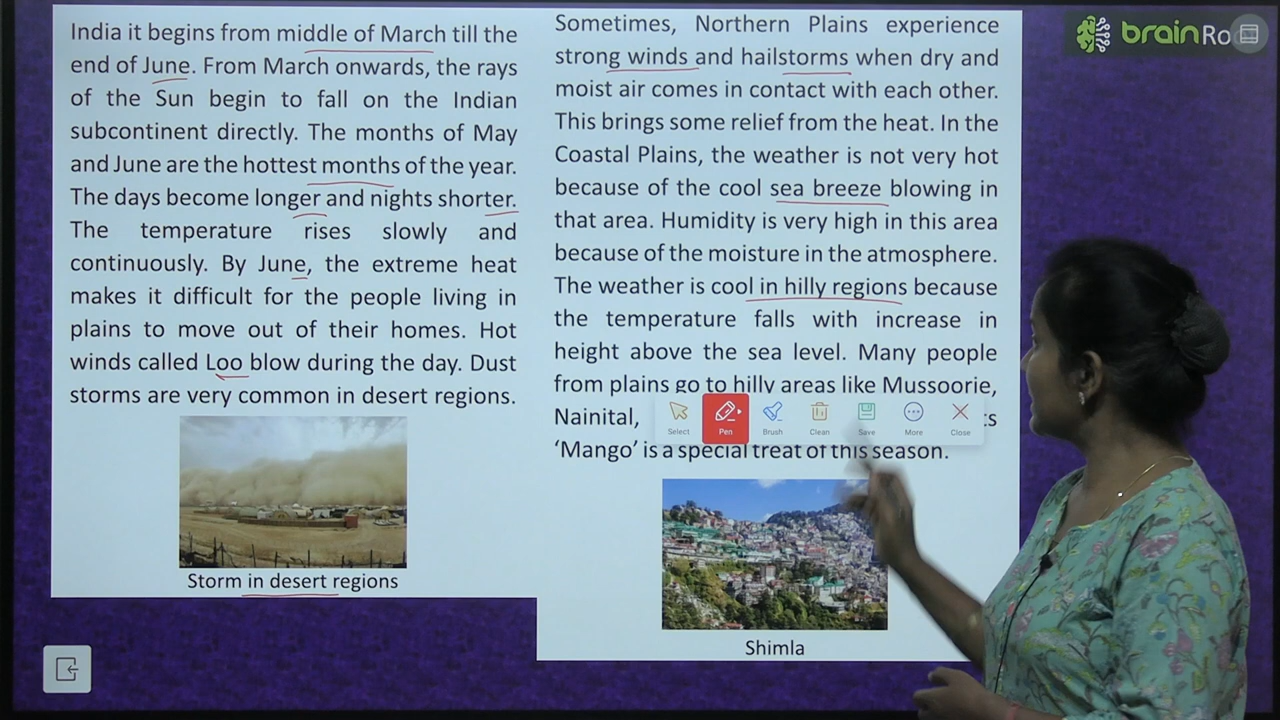 India it begins from middle of March till the
end of June. From March onwards, the rays
of the Sun begin to fall on the Indian
subcontinent directly. The months of May
and June are the hottest months of the year.
The days become longer and nights shorter.
The temperature rises slowly and
continuously. By June, the extreme heat
makes it difficult for the people living in
plains to move out of their homes. Hot
winds called Loo blow during the day. Dust
storms are very common in desert regions.
Storm in desert regions
Sometimes, Northern Plains experience
strong winds and hailstorms when dry and
moist air comes in contact with each other.
This brings some relief from the heat. In the
Coastal Plains, the weather is not very hot
because of the cool sea breeze blowing in
that area. Humidity is very high in this area
because of the moisture in the atmosphere.
The weather is cool in hilly regions because
the temperature falls with increase in
height above the sea level. Many people
from plains go to hilly areas like Mussoorie,
Nainital,
'Mango' is a special treat of this season.
Select Pen Brush Clean Save More Close
Shimla
brain